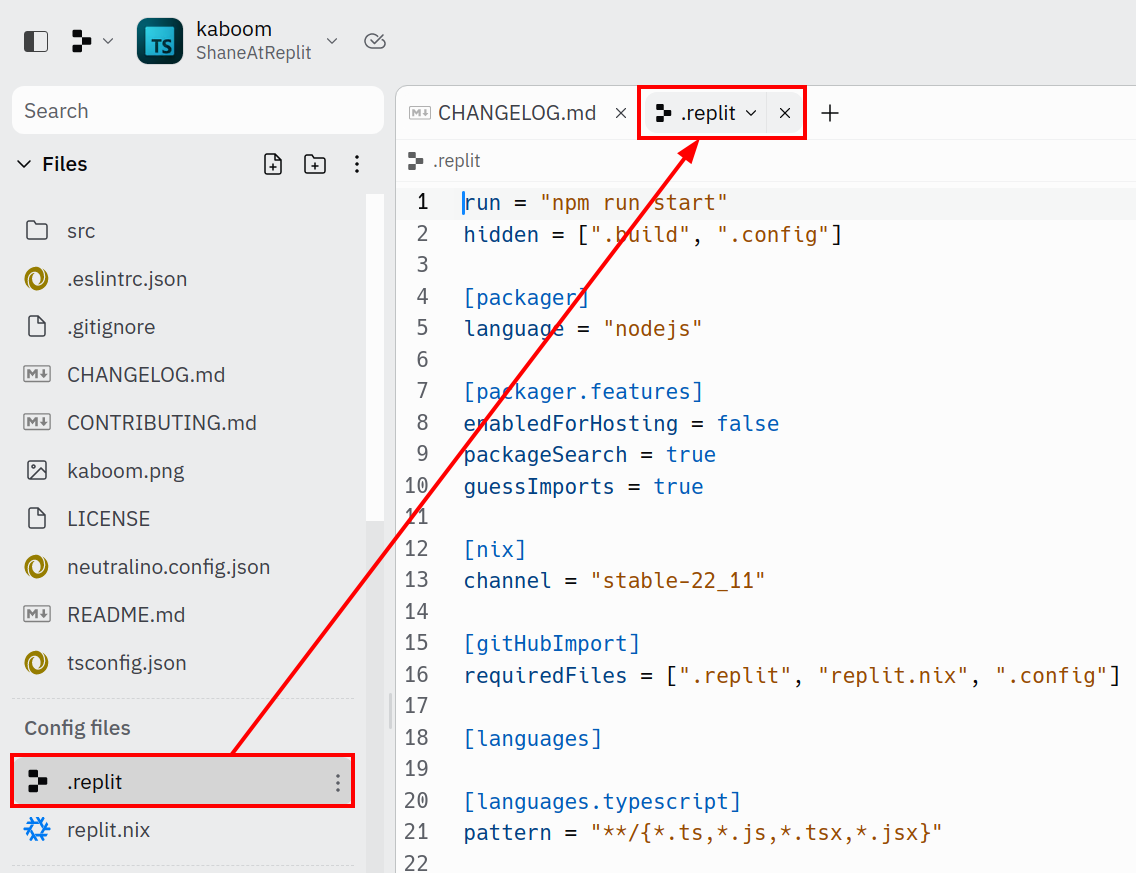 kaboom
TS
ShaneAtReplit
Search
Files
src
.eslintrc.json
.gitignore
M↓ CHANGELOG.md
M↓ CONTRIBUTING.md
kaboom.png
LICENSE
neutralino.config.json
M↓ README.md
tsconfig.json
Config files
.replit
replit.nix
M↓ CHANGELOG.md
.replit
.replit
1 run = "npm run start"
2 hidden = [".build", ".config"]
3
4 [packager]
5 language = "nodejs"
6
7 [packager.features]
8 enabledForHosting = false
9 packageSearch = true
10 guessImports = true
11
12 [nix]
13 channel = "stable-22_11"
14
15 [gitHubImport]
16 requiredFiles = [".replit", "replit.nix", ".config"]
17
18 [languages]
19
20 [languages.typescript]
21 pattern = "**/{*.ts,*.js,*.tsx,*.jsx}"
22